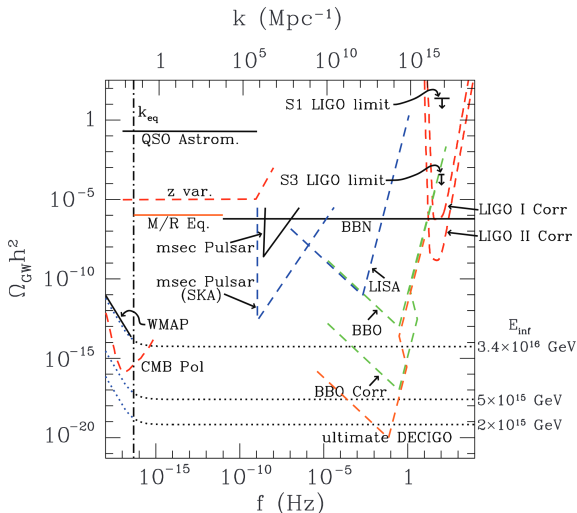 k (Mpc⁻¹)
1 10⁵ 10¹⁰ 10¹⁵
S1 LIGO limit
k_eq
1
QSO Astrom.
S3 LIGO limit
z var.
10⁻⁵
M/R Eq.
BBN
LIGO I Corr
msec Pulsar
LIGO II Corr
Ω_GW h²
msec Pulsar
(SKA)
LISA
10⁻¹⁰
WMAP
BBO
E_inf
3.4×10¹⁶ GeV
10⁻¹⁵
CMB Pol
BBO Corr
5×10¹⁵ GeV
2×10¹⁵ GeV
10⁻²⁰
ultimate DECIGO
10⁻¹⁵ 10⁻¹⁰ 10⁻⁵ 1
f (Hz)